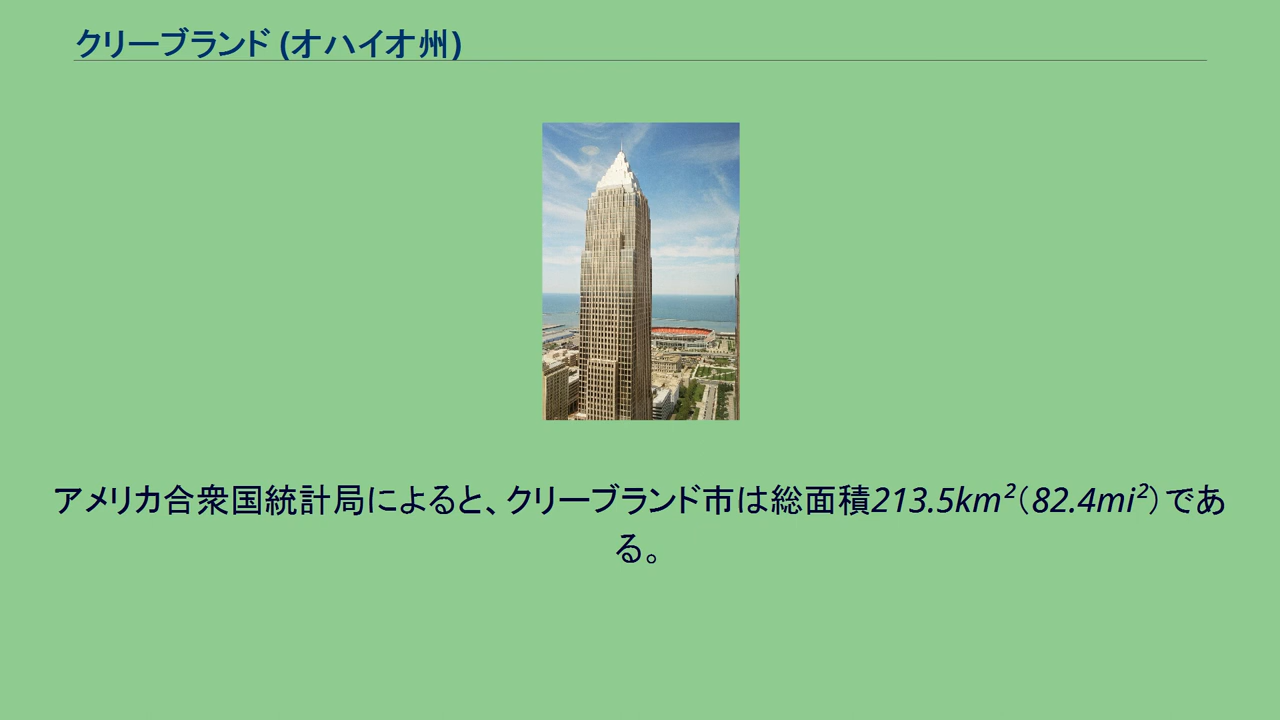 クリーブランド (オハイオ州)
アメリカ合衆国統計局によると、クリーブランド市は総面積213.5km²（82.4mi²）であ
る。